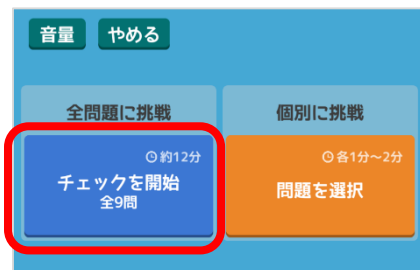 音量 やめる
全問題に挑戦
約12分
チェックを開始
全9問
個別に挑戦
各1分～2分
問題を選択